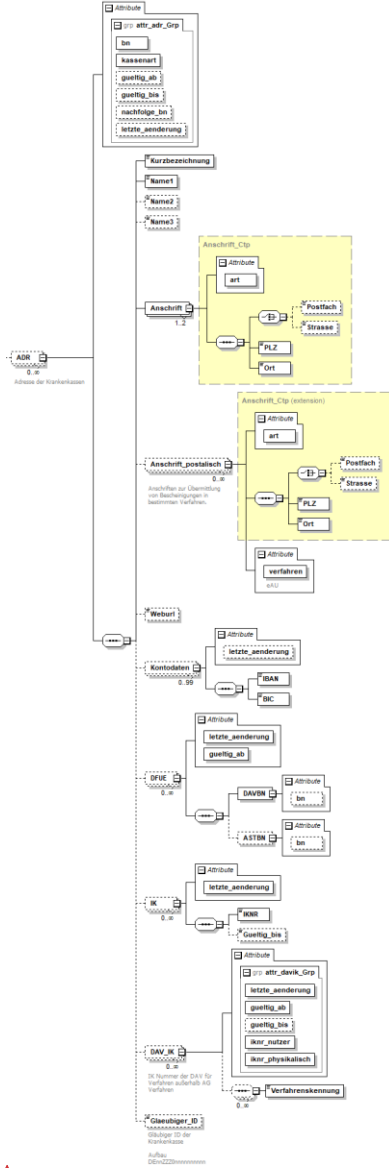 Attribute
grp attr_adr_Grp
bn
kassenart
gueltig_ab
gueltig_bis
nachfolge_bn
letzte_aenderung
Kurzbezeichnung
Name1
Name2
Name3
Anschrift_Ctp
Attribute
art
Anschrift
1..2
Postfach
Strasse
PLZ
Ort
ADR
0..∞
Adresse der Krankenkassen
Anschrift_Ctp (extension)
Attribute
art
Anschrift_postalisch
0..∞
Anschriften zur Übermittlung
von Bescheinigungen in
bestimmten Verfahren.
Postfach
Strasse
PLZ
Ort
Attribute
verfahren
eAU
Weburl
Attribute
letzte_aenderung
Kontodaten
0..99
IBAN
BIC
Attribute
letzte_aenderung
gueltig_ab
DFUE
0..∞
DAVBN
Attribute
bn
ASTBN
Attribute
bn
Attribute
letzte_aenderung
IK
0..∞
IKNR
Gueltig_bis
Attribute
grp attr_davik_Grp
letzte_aenderung
gueltig_ab
gueltig_bis
iknr_nutzer
iknr_physikalisch
DAV_IK
0..∞
IK Nummer der DAV für
Verfahren außerhalb AG
Verfahren
Verfahrenskennung
0..∞
Glaeubiger_ID
Gläubiger ID der
Krankenkasse
Aufbau